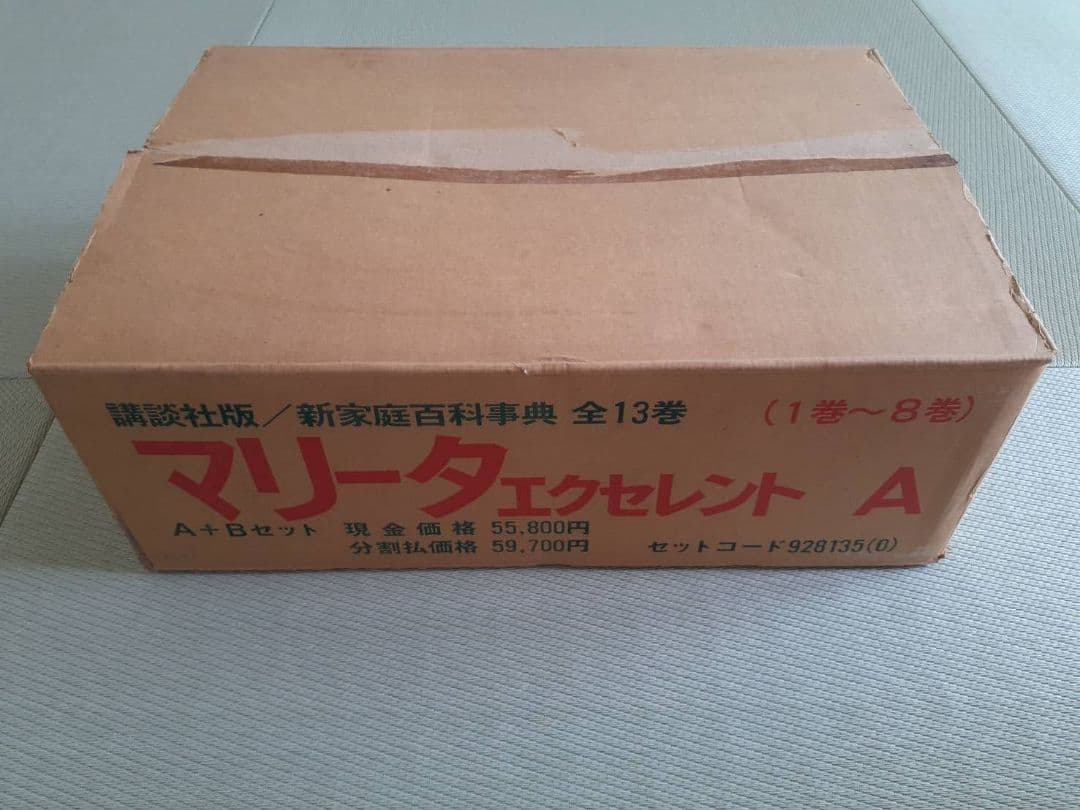 講談社版／新家庭百科事典 全13巻 (1巻～8巻)
マリータエクセレント A
A+Bセット 現金価格 55,800円
分割払価格 59,700円 セットコード928135(0)